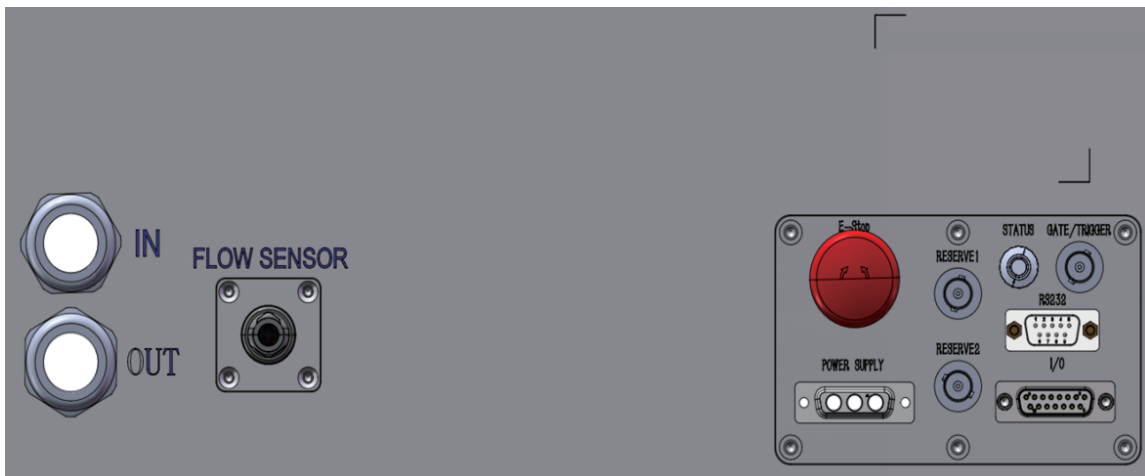 IN
FLOW SENSOR
OUT
E-Stop
STATUS
GATE/TRIGGER
RESERVE1
RS232
RESERVE2
POWER SUPPLY
I/O